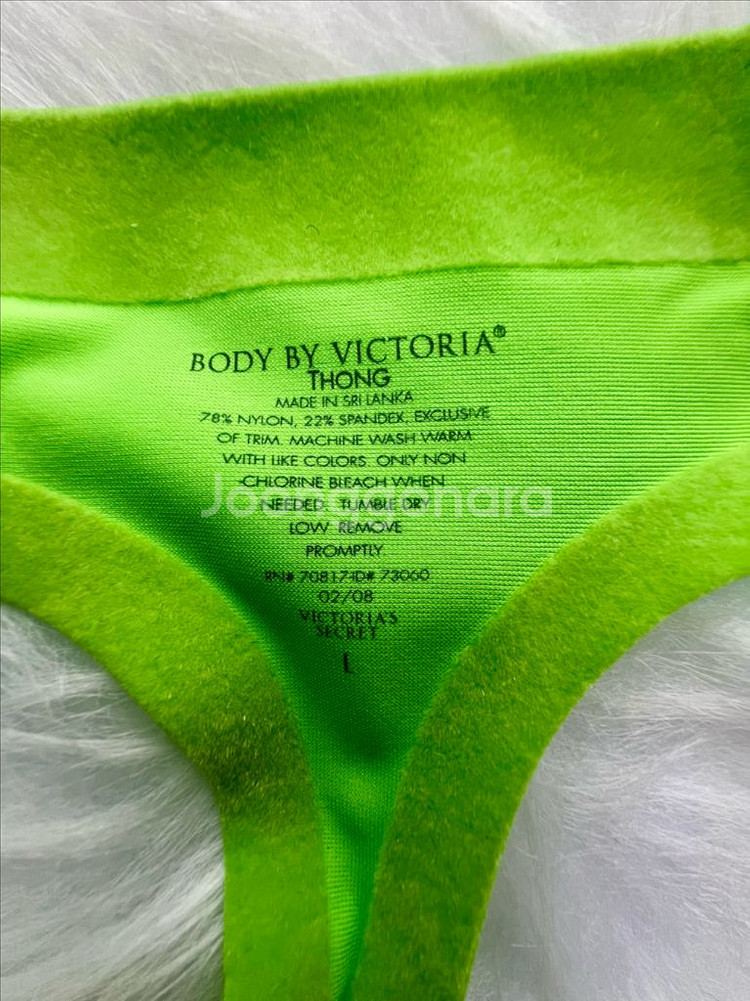 BODY BY VICTORIA®
THONG
MADE IN SRI LANKA
78% NYLON, 22% SPANDEX, EXCLUSIVE
OF TRIM. MACHINE WASH WARM
WITH LIKE COLORS. ONLY NON
-CHLORINE BLEACH WHEN
NEEDED. TUMBLE DRY
LOW. REMOVE
PROMPTLY
RN# 70817-ID# 73060
02/08
VICTORIA'S
SECRET
L